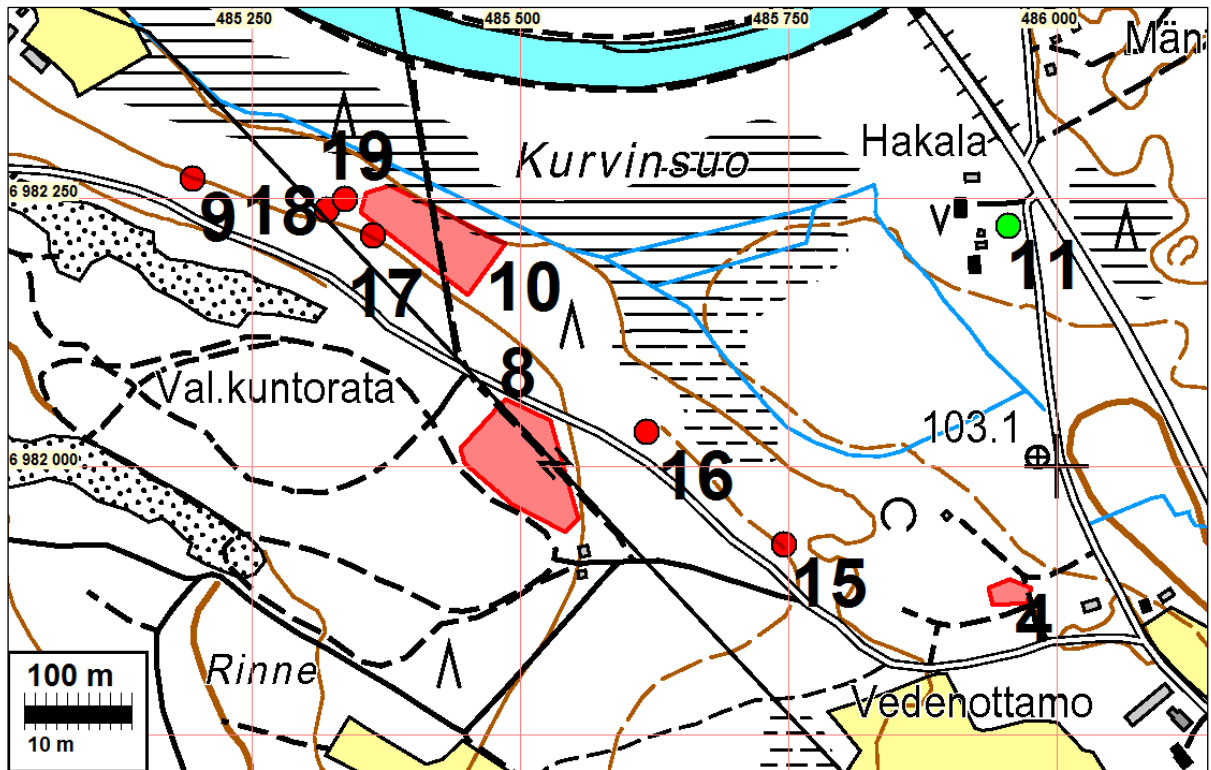 485 250
485 500
485 750
486 000
Män
Hakala
19
Kurvinsuo
6 982 250
9
18
11
17
10
8
Val.kuntorata
103.1
6 982 000
16
15
4
Rinne
100 m
10 m
Vedenottamo